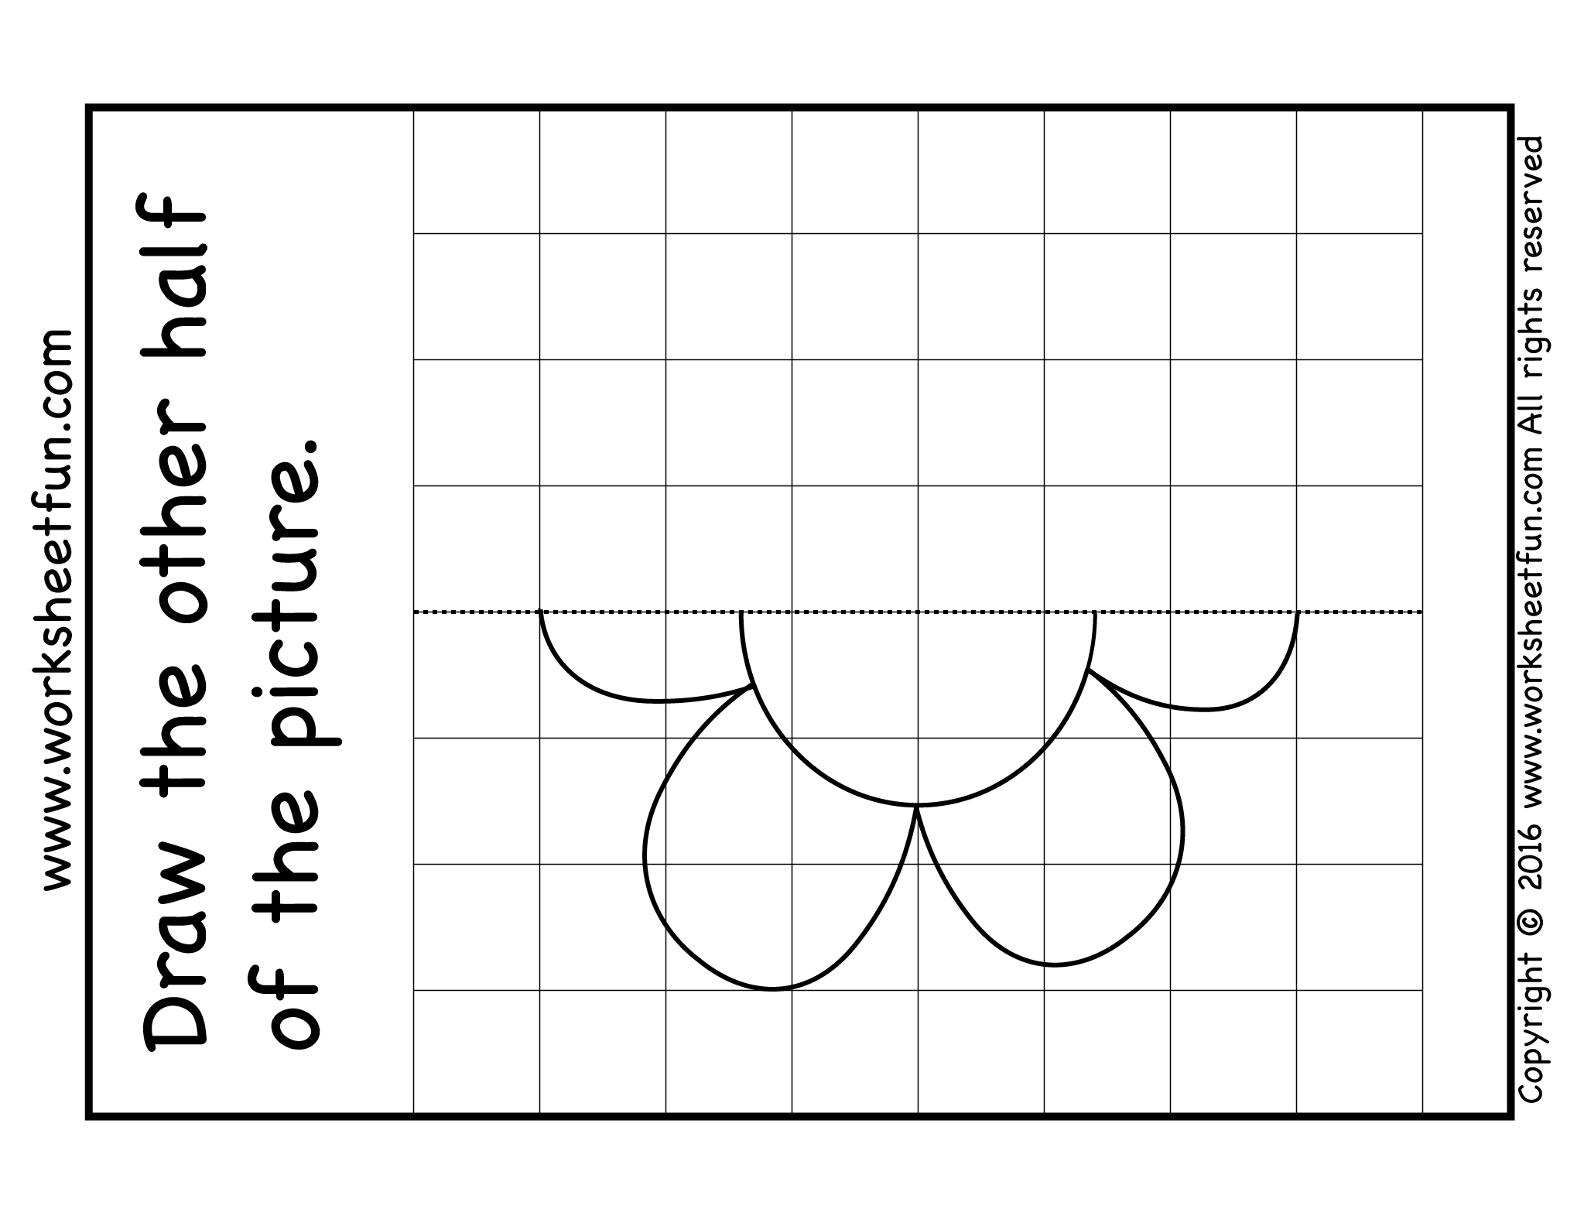 www.worksheetfun.com
Draw the other half
of the picture.
Copyright © 2016 www.worksheetfun.com All rights reserved